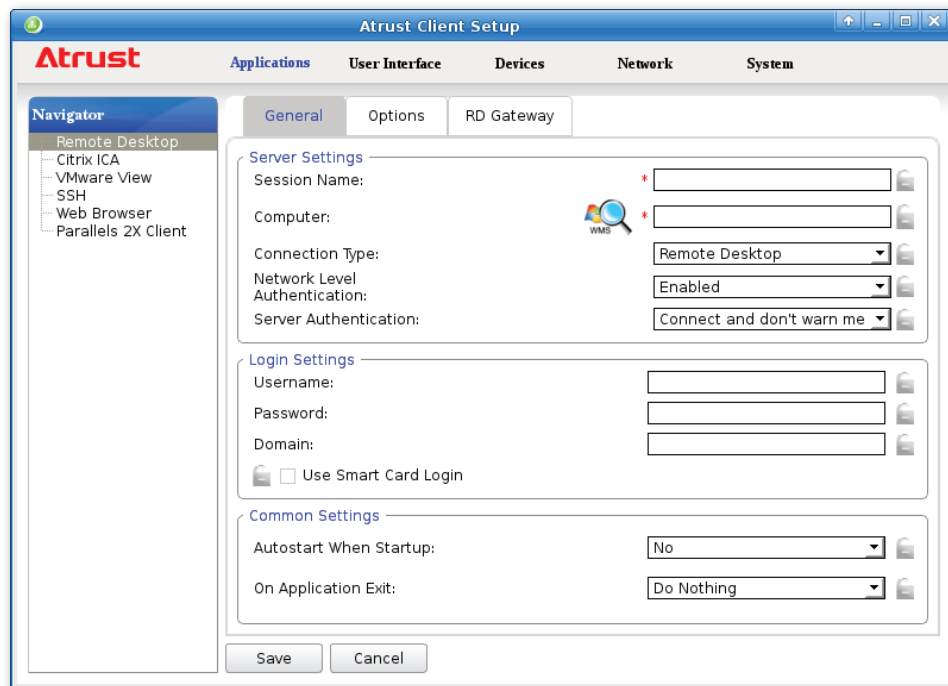 Atrust Client Setup
Atrust
Applications User Interface Devices Network System
Navigator
Remote Desktop
Citrix ICA
VMware View
SSH
Web Browser
Parallels 2X Client
General Options RD Gateway
Server Settings
Session Name: *
Computer: WMS *
Connection Type: Remote Desktop
Network Level
Authentication: Enabled
Server Authentication: Connect and don't warn me
Login Settings
Username:
Password:
Domain:
Use Smart Card Login
Common Settings
Autostart When Startup: No
On Application Exit: Do Nothing
Save Cancel